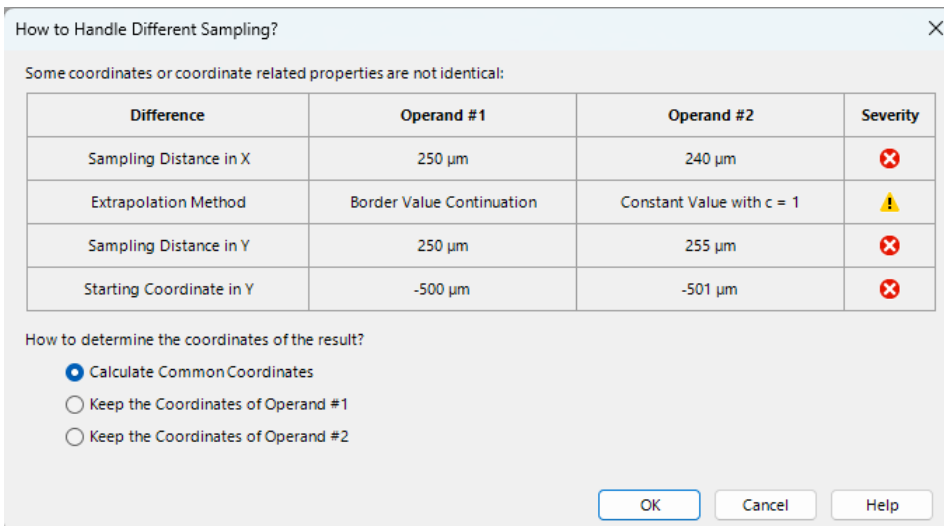 How to Handle Different Sampling?
Some coordinates or coordinate related properties are not identical:
Difference Operand #1 Operand #2 Severity
Sampling Distance in X 250 µm 240 µm
Extrapolation Method Border Value Continuation Constant Value with c = 1
Sampling Distance in Y 250 µm 255 µm
Starting Coordinate in Y -500 µm -501 µm
How to determine the coordinates of the result?
Calculate Common Coordinates
Keep the Coordinates of Operand #1
Keep the Coordinates of Operand #2
OK Cancel Help